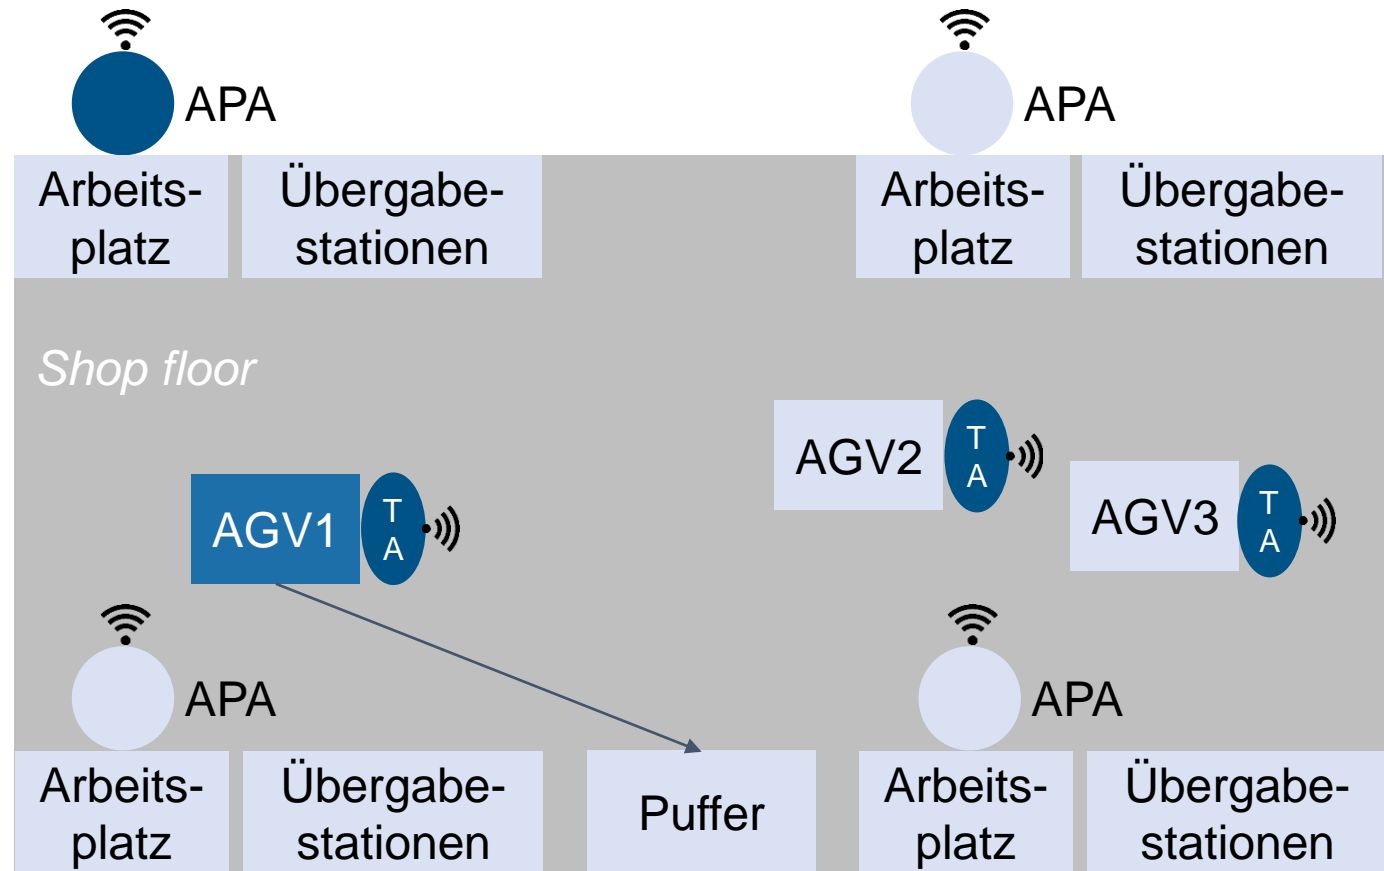 APA
APA
Arbeits-
platz
Übergabe-
stationen
Arbeits-
platz
Übergabe-
stationen
Shop floor
AGV1
T
A
AGV2
T
A
AGV3
T
A
APA
APA
Arbeits-
platz
Übergabe-
stationen
Puffer
Arbeits-
platz
Übergabe-
stationen